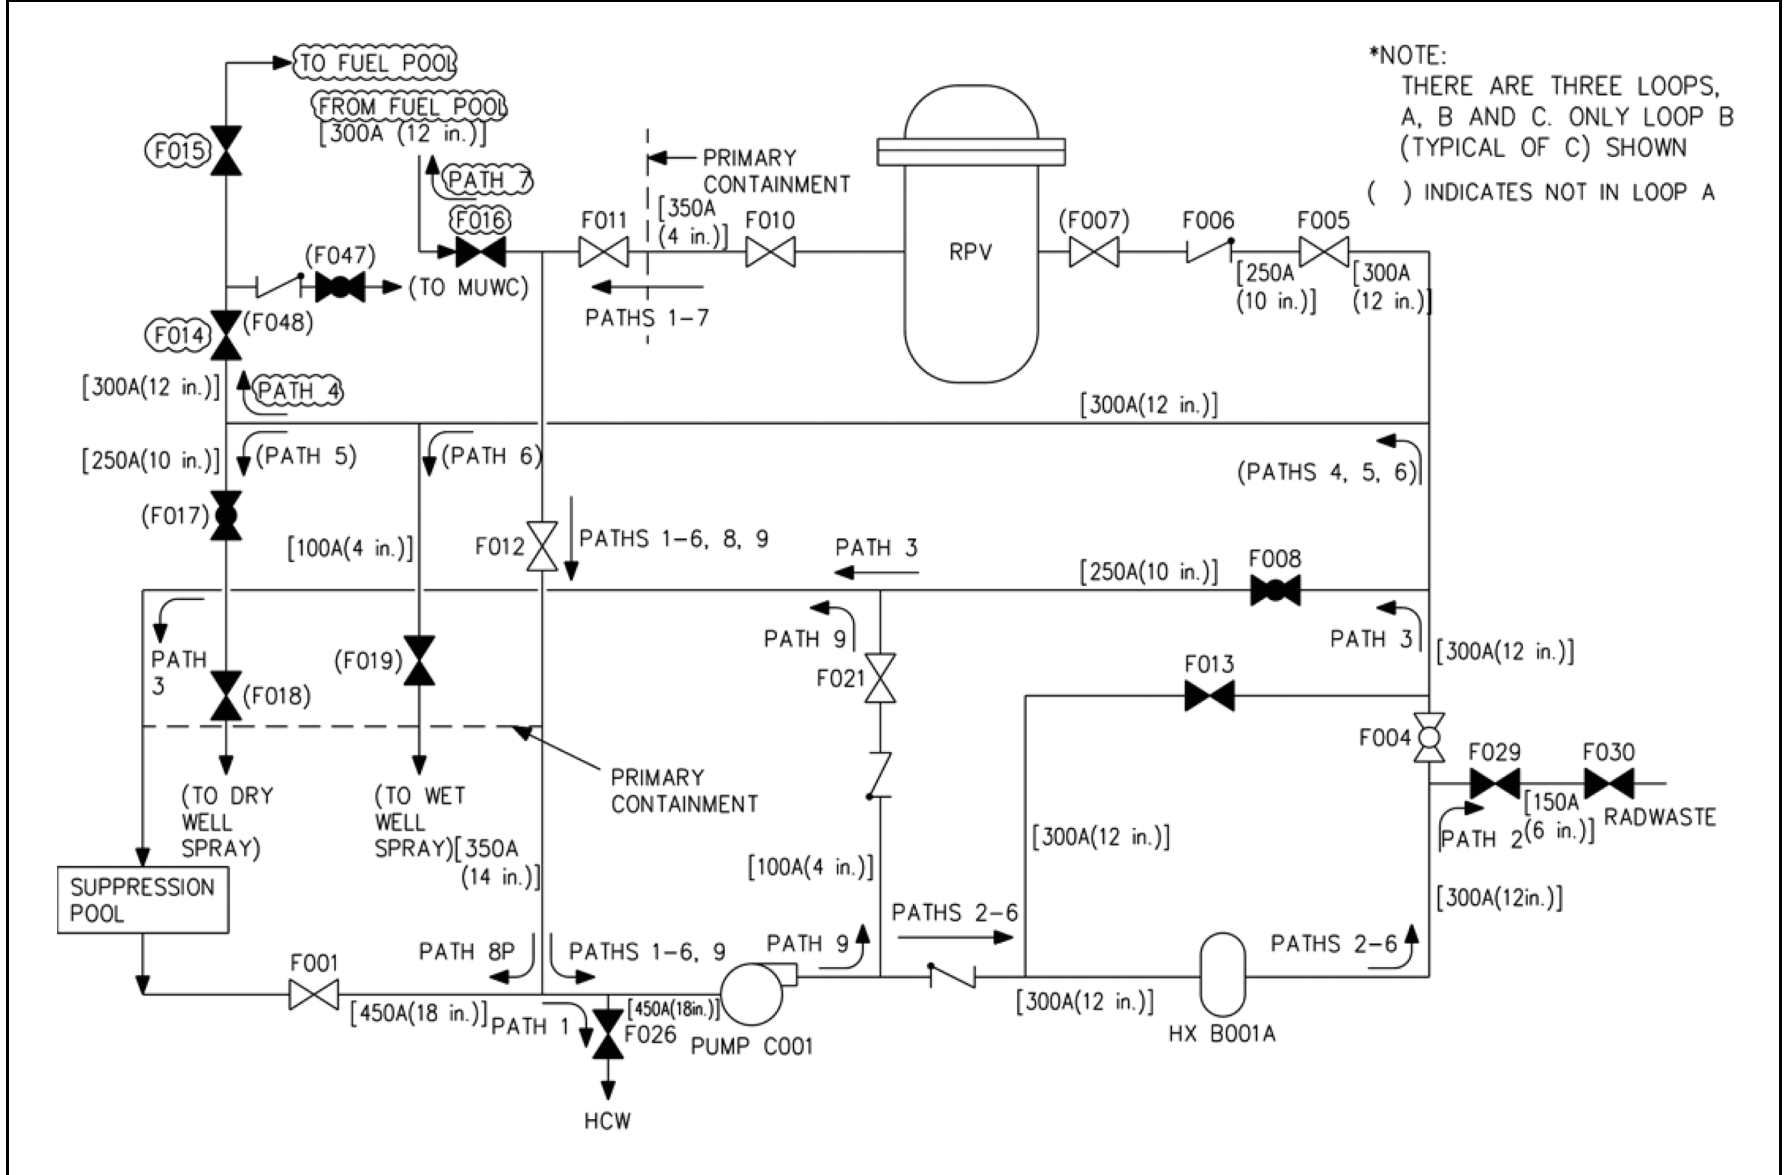 TO FUEL POOL
FROM FUEL POOL
[300A (12 in.)]
*NOTE:
THERE ARE THREE LOOPS,
A, B AND C. ONLY LOOP B
(TYPICAL OF C) SHOWN
( ) INDICATES NOT IN LOOP A
PRIMARY
CONTAINMENT
F015
PATH 7
F016
F011
[350A
(4 in.)]
F010
RPV
(F007)
F006
F005
[250A
(10 in.)]
[300A
(12 in.)]
(F047)
(TO MUWC)
(F048)
F014
PATHS 1-7
[300A(12 in.)]
PATH 4
[300A(12 in.)]
[250A(10 in.)]
(PATH 5)
(PATH 6)
(PATHS 4, 5, 6)
(F017)
[100A(4 in.)]
F012
PATHS 1-6, 8, 9
PATH 3
[250A(10 in.)]
F008
PATH
3
(F019)
PATH 9
F021
PATH 3
[300A(12 in.)]
F013
(F018)
F004
F029
F030
PRIMARY
CONTAINMENT
(TO DRY
WELL
SPRAY)
(TO WET
WELL
SPRAY)
[350A
(14 in.)]
[150A
(6 in.)]
RADWASTE
PATH 2
[300A(12 in.)]
[100A(4 in.)]
[300A(12in.)]
SUPPRESSION
POOL
PATHS 2-6
F001
PATH 8P
PATHS 1-6, 9
PATH 9
PATHS 2-6
[450A(18 in.)]
PATH 1
[450A(18in.)]
F026
PUMP C001
[300A(12 in.)]
HX B001A
HCW